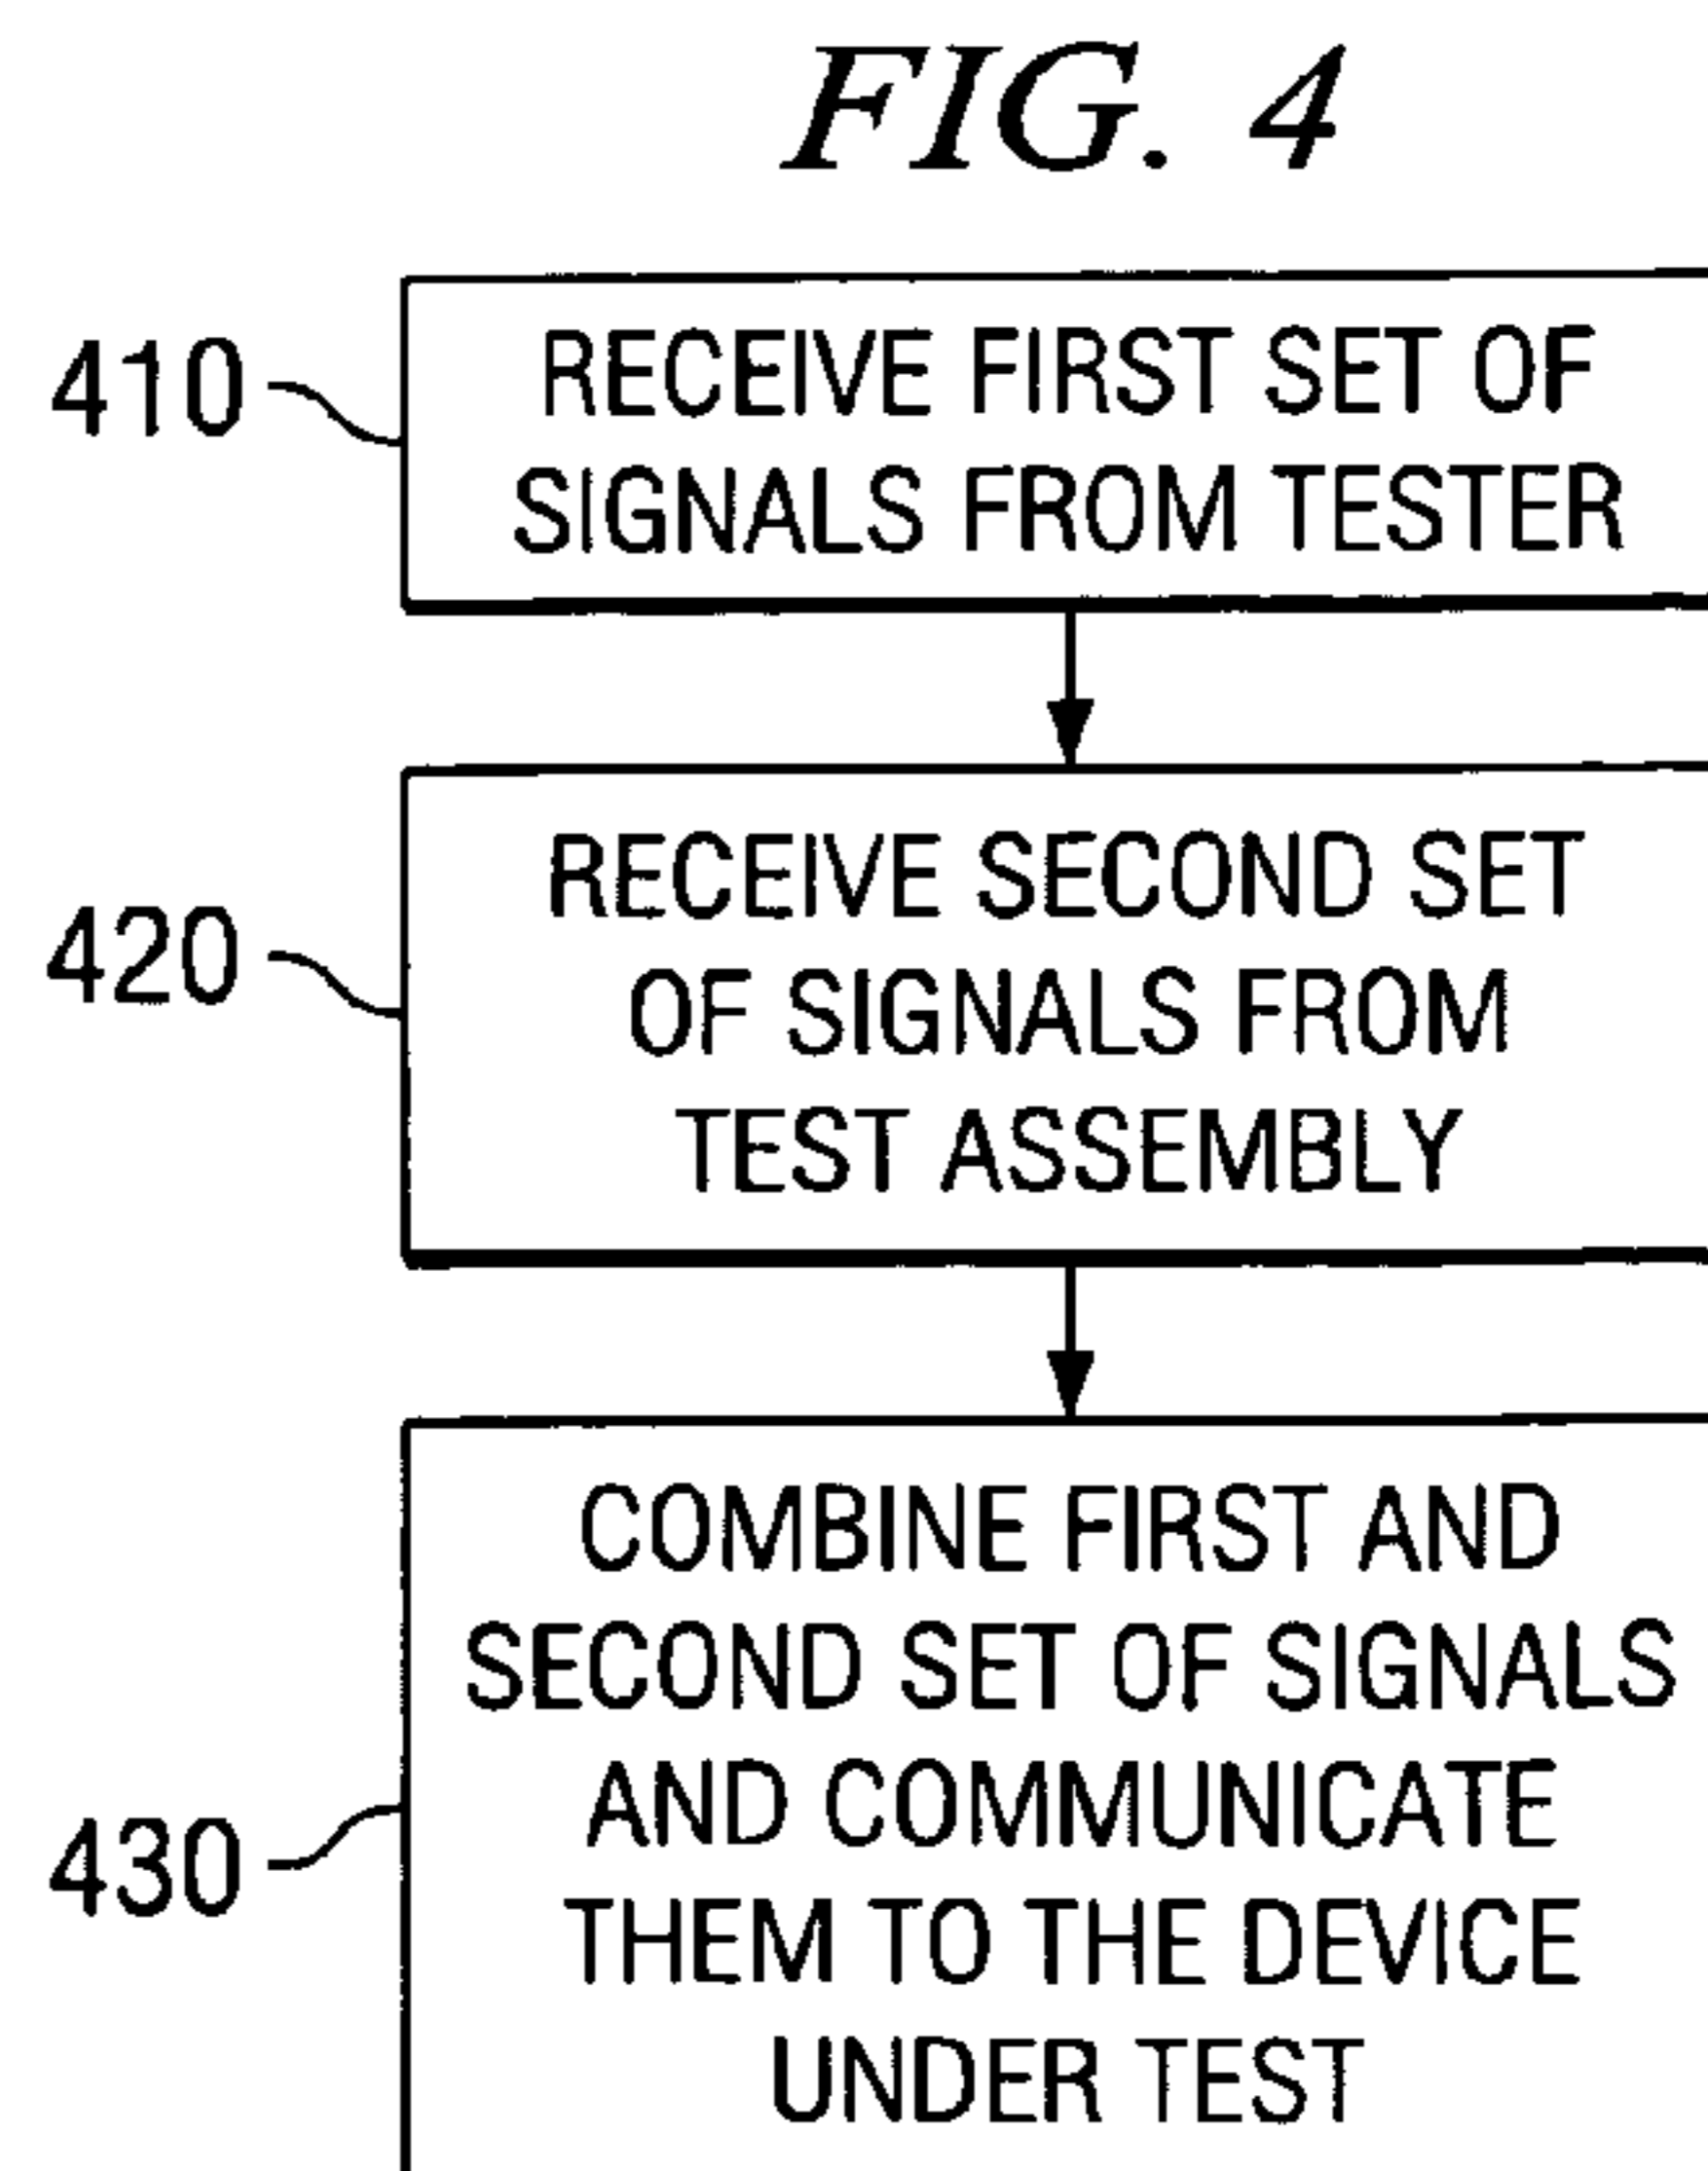 FIG. 4
410
RECEIVE FIRST SET OF
SIGNALS FROM TESTER
420
RECEIVE SECOND SET
OF SIGNALS FROM
TEST ASSEMBLY
430
COMBINE FIRST AND
SECOND SET OF SIGNALS
AND COMMUNICATE
THEM TO THE DEVICE
UNDER TEST